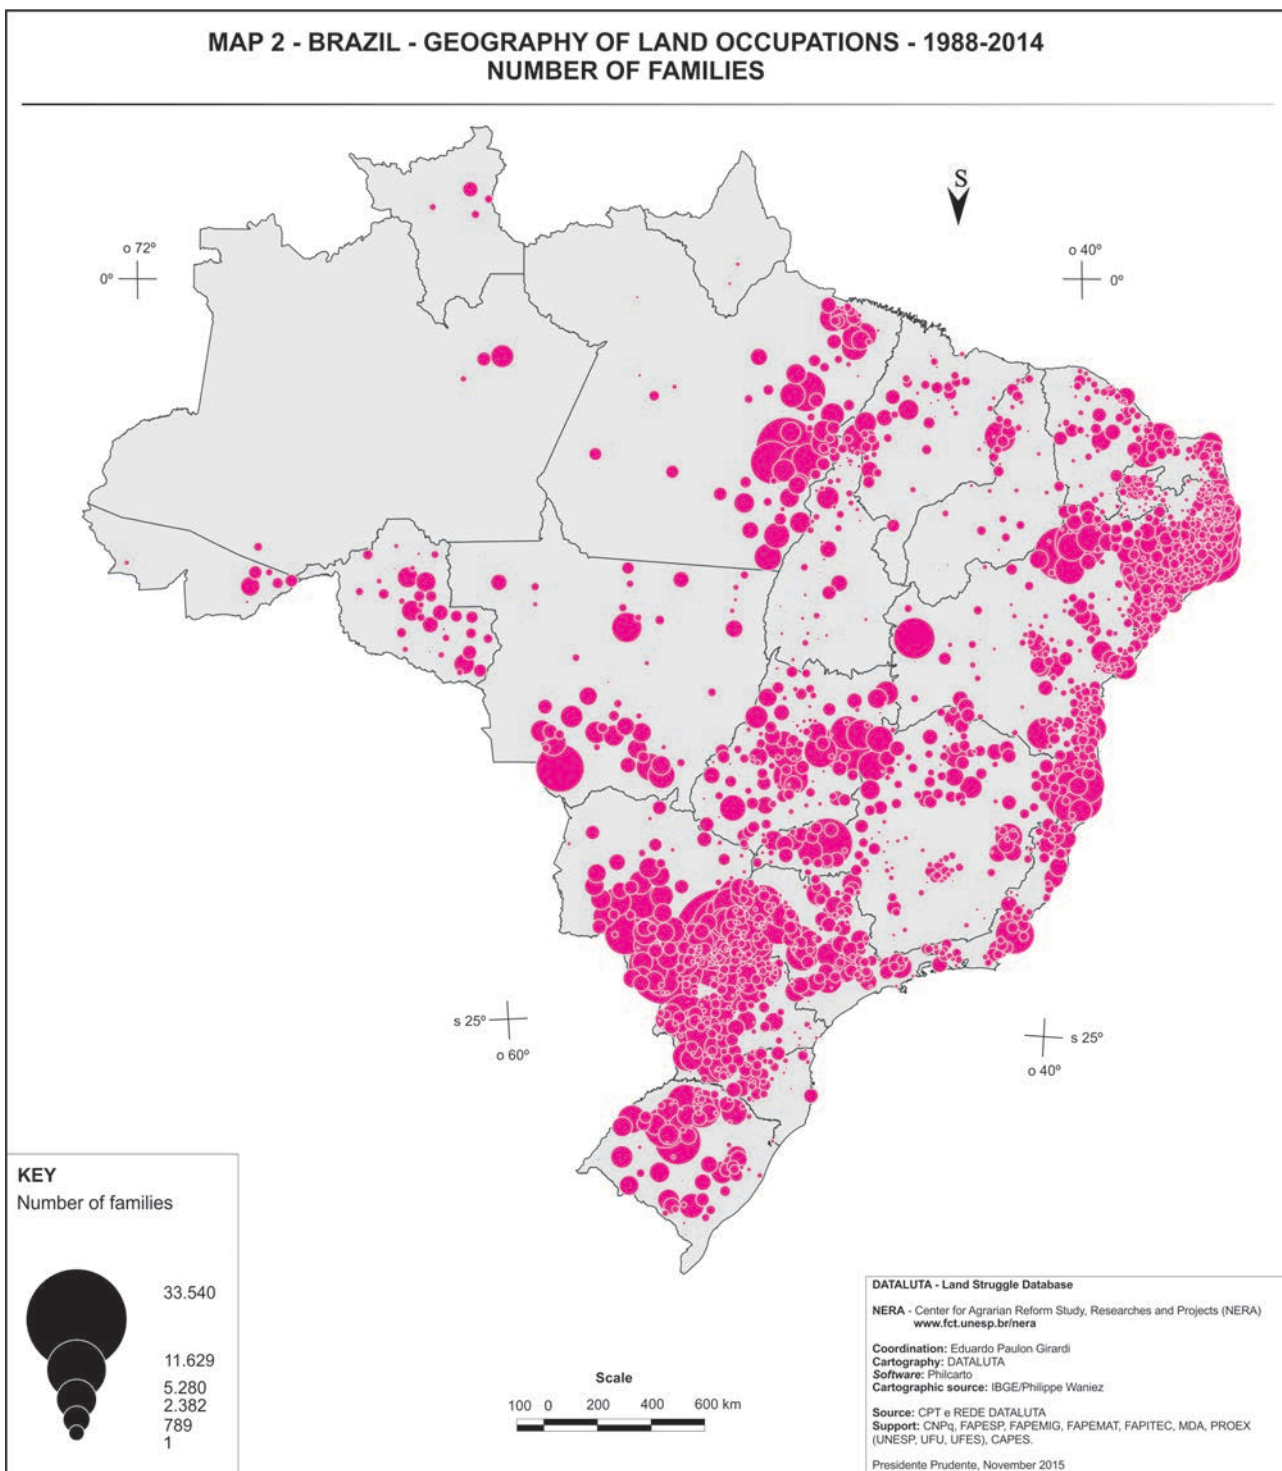 MAP 2 - BRAZIL - GEOGRAPHY OF LAND OCCUPATIONS - 1988-2014
NUMBER OF FAMILIES
S
o 72º
0º
o 40º
0º
s 25º
o 60º
s 25º
o 40º
KEY
Number of families
33.540
11.629
5.280
2.382
789
1
Scale
100 0 200 400 600 km
DATALUTA - Land Struggle Database
NERA - Center for Agrarian Reform Study, Researches and Projects (NERA)
www.fct.unesp.br/nera
Coordination: Eduardo Paulon Girardi
Cartography: DATALUTA
Software: Philcarto
Cartographic source: IBGE/Philippe Waniez
Source: CPT e REDE DATALUTA
Support: CNPq, FAPESP, FAPEMIG, FAPEMAT, FAPITEC, MDA, PROEX
(UNESP, UFU, UFES), CAPES.
Presidente Prudente, November 2015